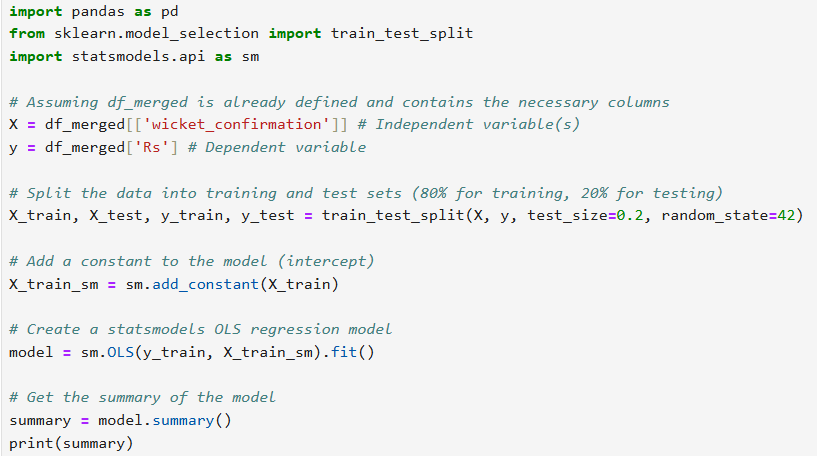 import pandas as pd
from sklearn.model_selection import train_test_split
import statsmodels.api as sm
# Assuming df_merged is already defined and contains the necessary columns
X = df_merged[['wicket_confirmation']] # Independent variable(s)
y = df_merged['Rs'] # Dependent variable
# Split the data into training and test sets (80% for training, 20% for testing)
X_train, X_test, y_train, y_test = train_test_split(X, y, test_size=0.2, random_state=42)
# Add a constant to the model (intercept)
X_train_sm = sm.add_constant(X_train)
# Create a statsmodels OLS regression model
model = sm.OLS(y_train, X_train_sm).fit()
# Get the summary of the model
summary = model.summary()
print(summary)